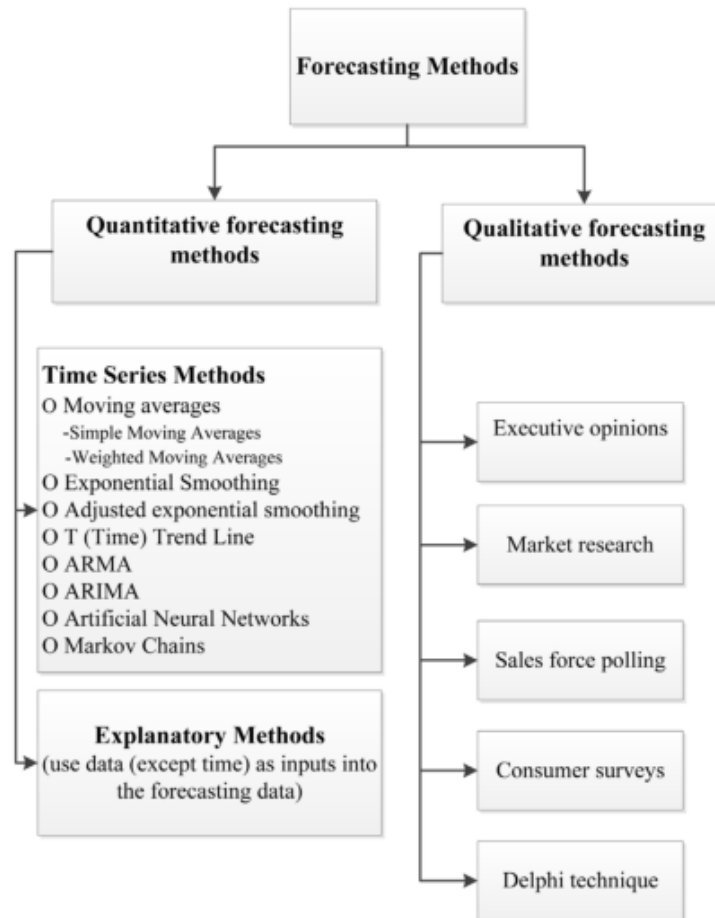 Forecasting Methods
Quantitative forecasting
methods
Qualitative forecasting
methods
Time Series Methods
O Moving averages
-Simple Moving Averages
-Weighted Moving Averages
O Exponential Smoothing
O Adjusted exponential smoothing
O T (Time) Trend Line
O ARMA
O ARIMA
O Artificial Neural Networks
O Markov Chains
Explanatory Methods
(use data (except time) as inputs into
the forecasting data)
Executive opinions
Market research
Sales force polling
Consumer surveys
Delphi technique